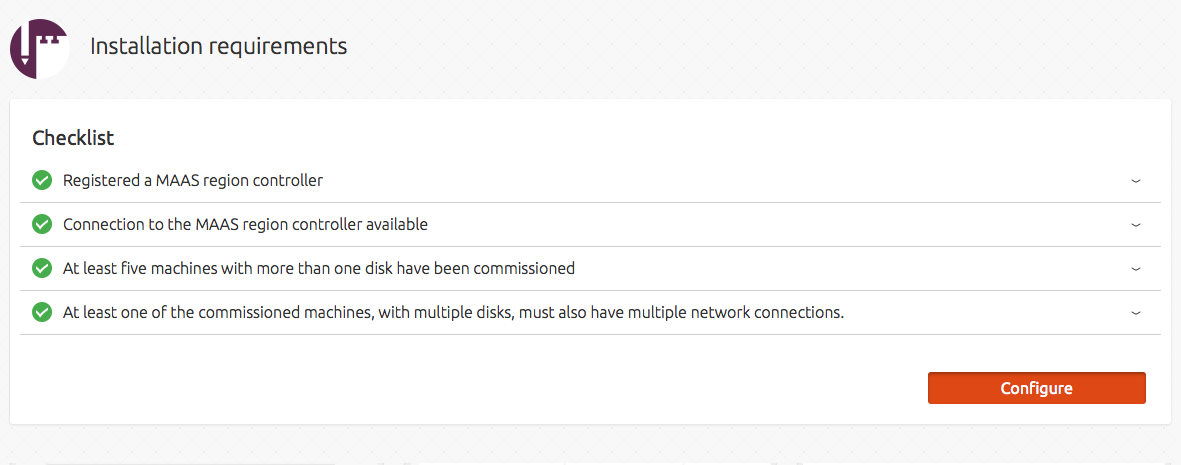 Installation requirements
Checklist
Registered a MAAS region controller
Connection to the MAAS region controller available
At least five machines with more than one disk have been commissioned
At least one of the commissioned machines, with multiple disks, must also have multiple network connections.
Configure